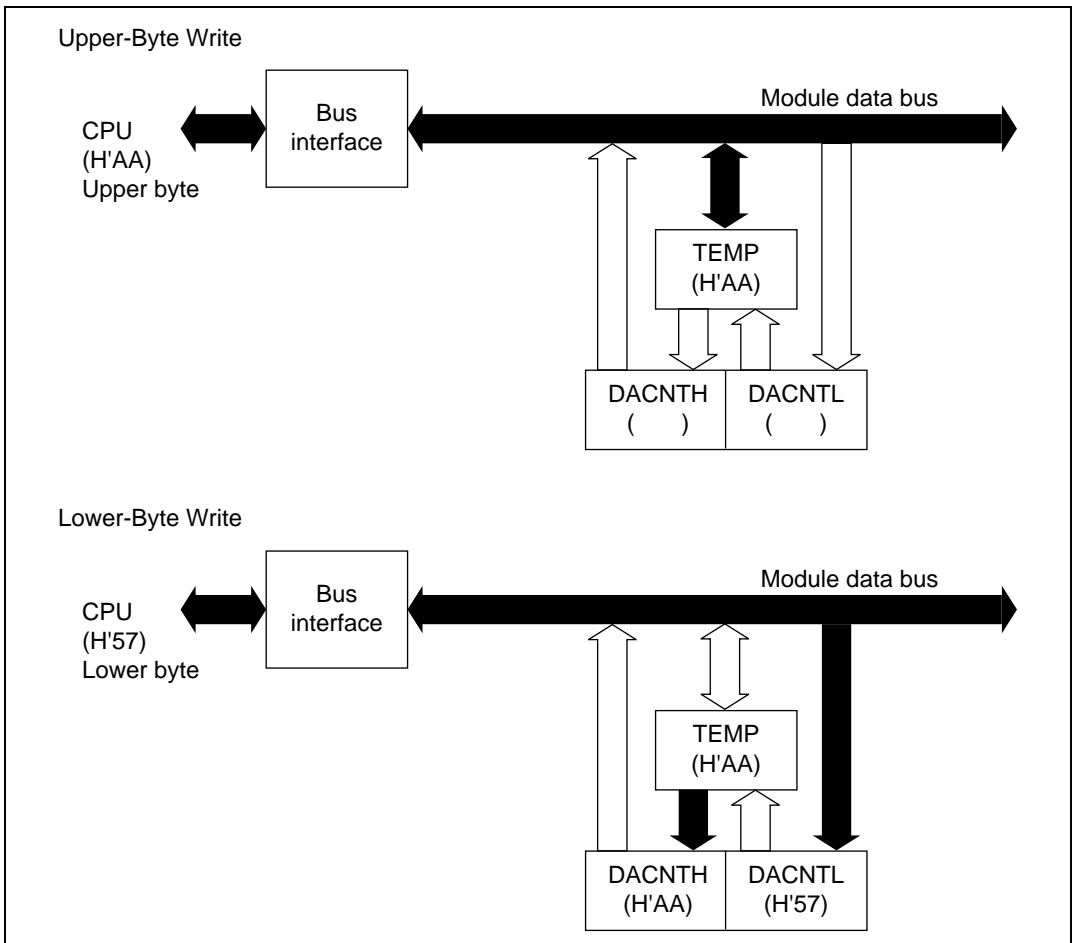 Upper-Byte Write
CPU
(H'AA)
Upper byte
Bus
interface
Module data bus
TEMP
(H'AA)
DACNTH
( )
DACNTL
( )
Lower-Byte Write
CPU
(H'57)
Lower byte
Bus
interface
Module data bus
TEMP
(H'AA)
DACNTH
(H'AA)
DACNTL
(H'57)